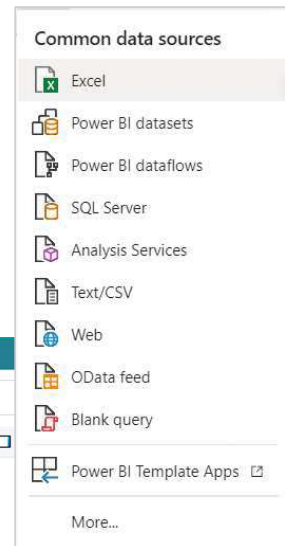 Common data sources
Excel
Power BI datasets
Power BI dataflows
SQL Server
Analysis Services
Text/CSV
Web
OData feed
Blank query
Power BI Template Apps
More...